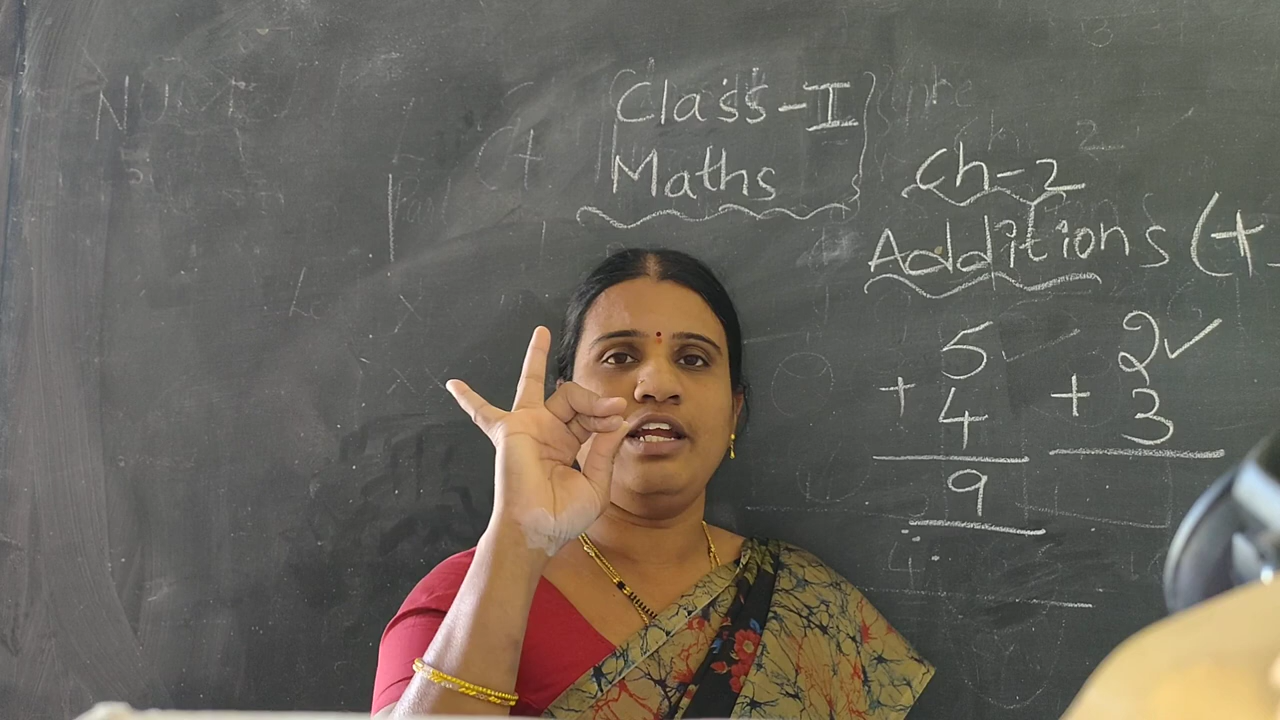 Class-I
Maths
Ch-2
Additions (+)
5
+ 4
9
2✓
+ 3